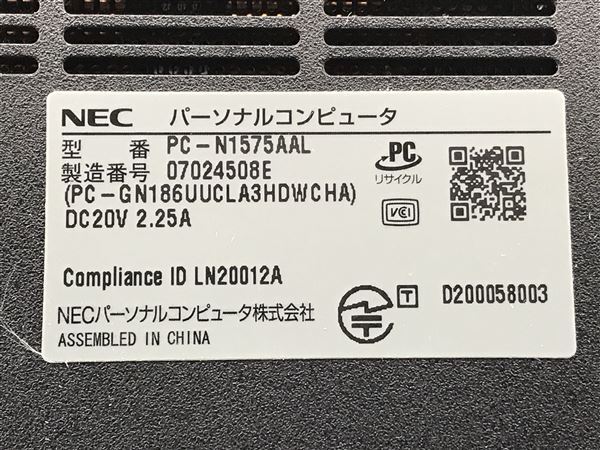 NEC パーソナルコンピュータ
型 番 PC-N1575AAL
製造番号 07024508E
(PC-GN186UUCLA3HDWCHA)
DC20V 2.25A
PC
リサイクル
VCCI
Compliance ID LN20012A
NECパーソナルコンピュータ株式会社
ASSEMBLED IN CHINA
T
D200058003